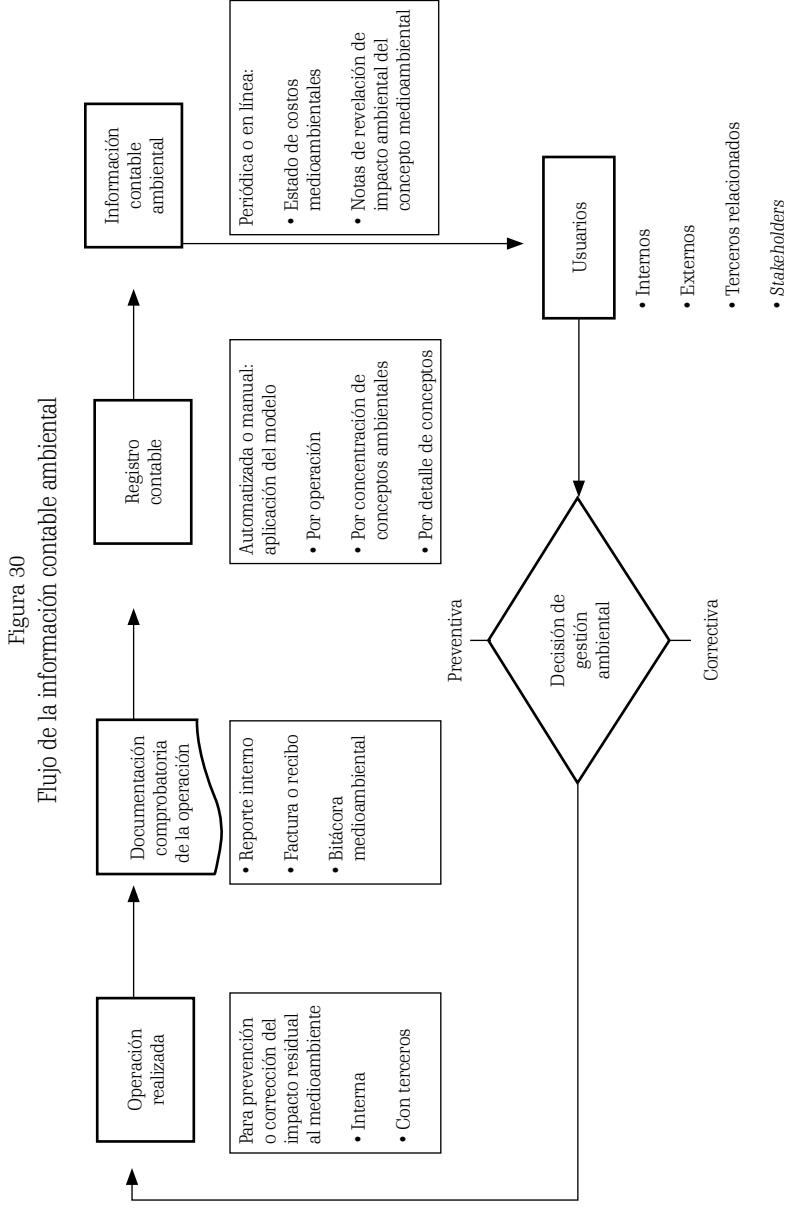 Figura 30
Flujo de la información contable ambiental
Operación
realizada
Para prevención
o corrección del
impacto residual
al medioambiente
• Interna
• Con terceros
Documentación
comprobatoria
de la operación
• Reporte interno
• Factura o recibo
• Bitácora
medioambiental
Registro
contable
Automatizada o manual:
aplicación del modelo
• Por operación
• Por concentración de
conceptos ambientales
• Por detalle de conceptos
Información
contable
ambiental
Periódica o en línea:
• Estado de costos
medioambientales
• Notas de revelación de
impacto ambiental del
concepto medioambiental
Usuarios
• Internos
• Externos
• Terceros relacionados
• Stakeholders
Preventiva
Decisión de
gestión
ambiental
Correctiva